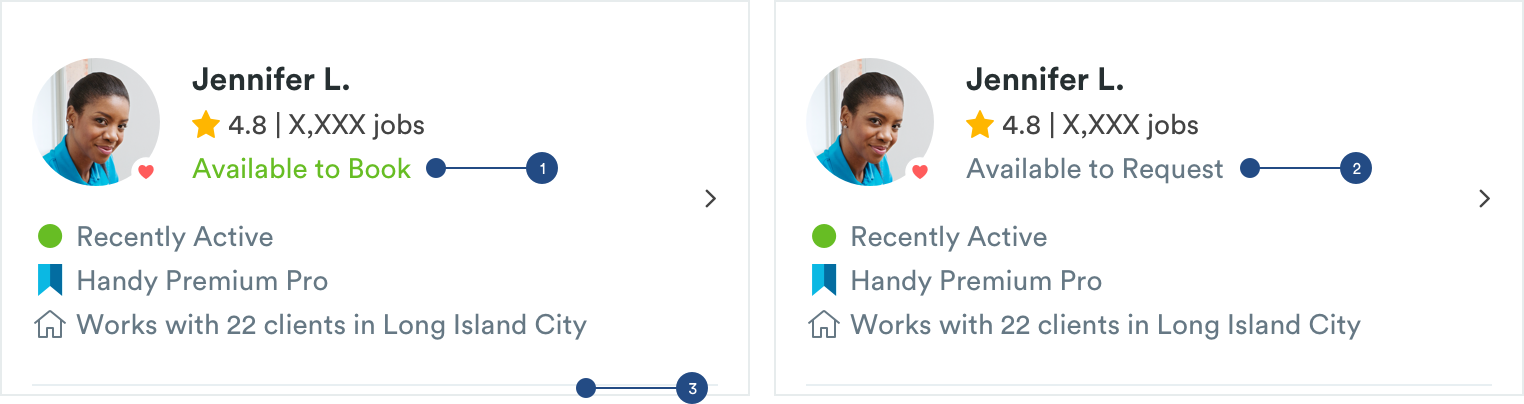 Jennifer L.
4.8 | X,XXX jobs
Available to Book
1
Recently Active
Handy Premium Pro
Works with 22 clients in Long Island City
3
Jennifer L.
4.8 | X,XXX jobs
Available to Request
2
Recently Active
Handy Premium Pro
Works with 22 clients in Long Island City